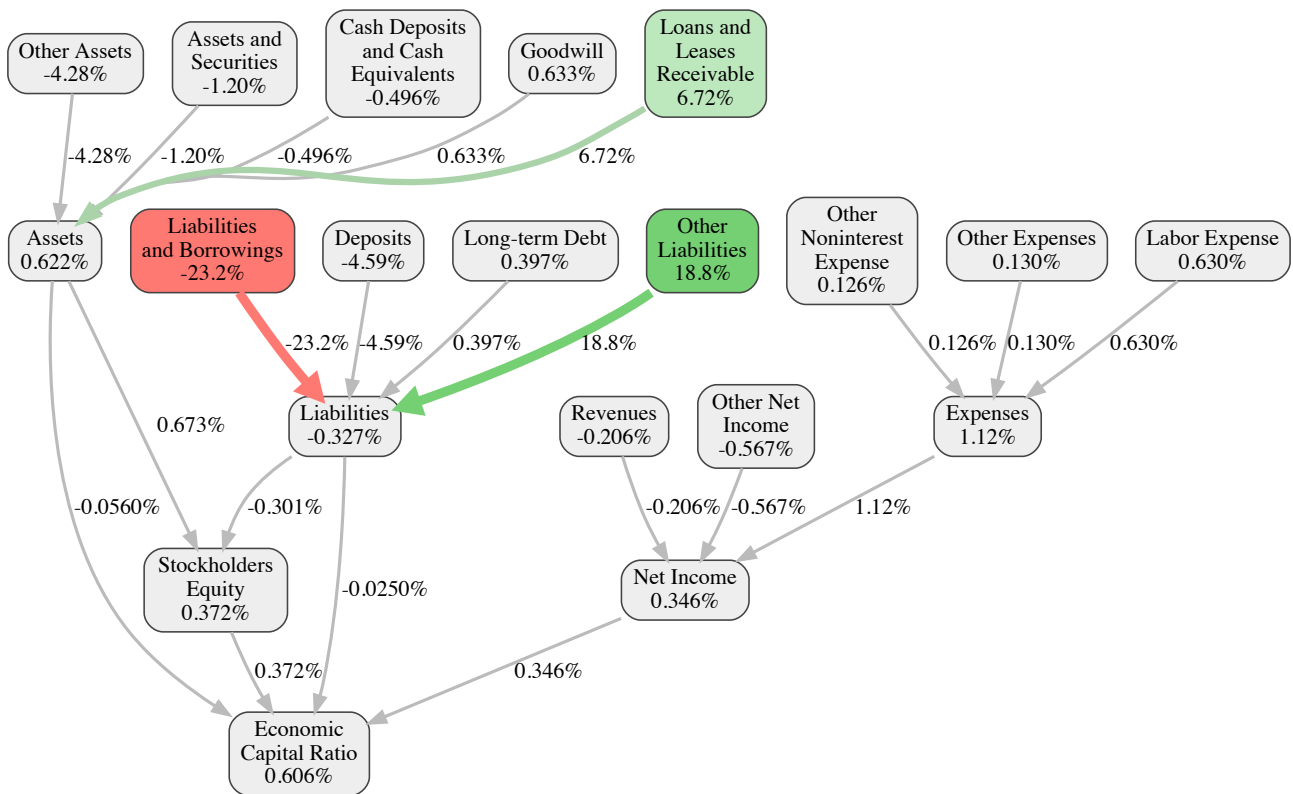 Other Assets
-4.28%
Assets and
Securities
-1.20%
Cash Deposits
and Cash
Equivalents
-0.496%
Goodwill
0.633%
Loans and
Leases
Receivable
6.72%
-4.28%
-1.20%
-0.496%
0.633%
6.72%
Assets
0.622%
Liabilities
and Borrowings
-23.2%
Deposits
-4.59%
Long-term Debt
0.397%
Other
Liabilities
18.8%
Other
Noninterest
Expense
0.126%
Other Expenses
0.130%
Labor Expense
0.630%
-23.2%
-4.59%
0.397%
18.8%
0.126%
0.130%
0.630%
0.673%
Liabilities
-0.327%
Revenues
-0.206%
Other Net
Income
-0.567%
Expenses
1.12%
-0.0560%
-0.301%
-0.206%
-0.567%
1.12%
Stockholders
Equity
0.372%
-0.0250%
Net Income
0.346%
0.372%
0.346%
Economic
Capital Ratio
0.606%